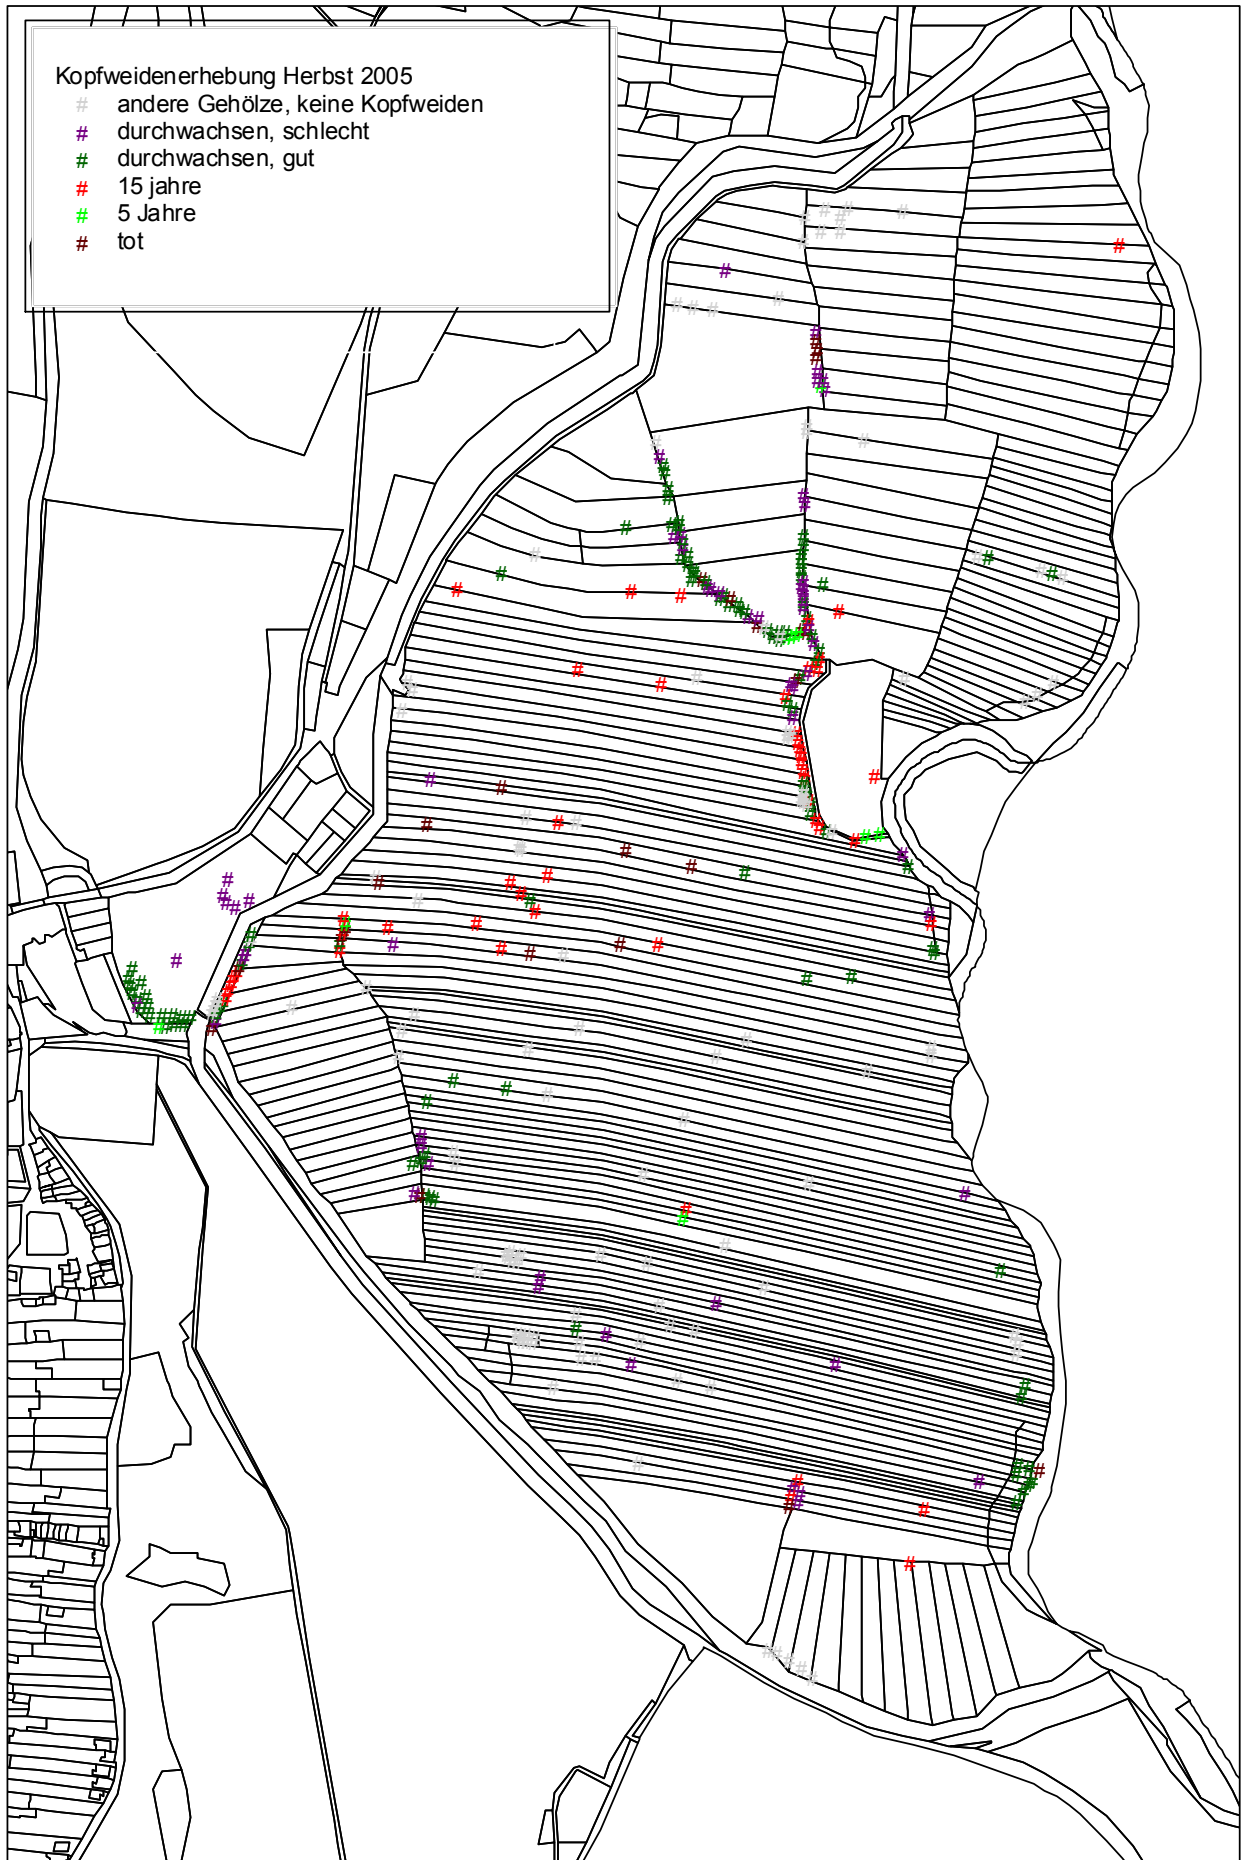 Kopfweidenerhebung Herbst 2005
# andere Gehölze, keine Kopfweiden
# durchwachsen, schlecht
# durchwachsen, gut
# 15 jahre
# 5 Jahre
# tot